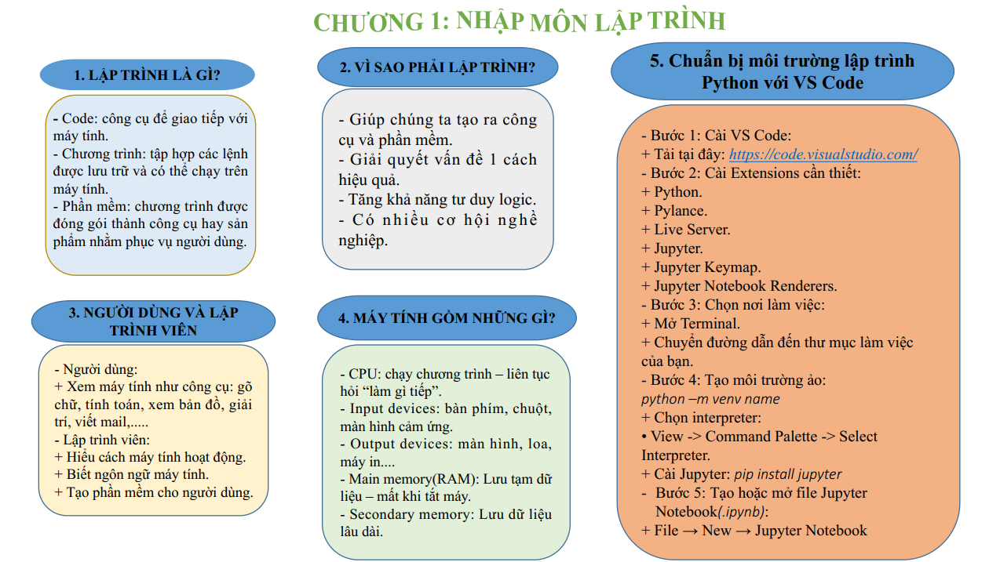 CHƯƠNG 1: NHẬP MÔN LẬP TRÌNH
1. LẬP TRÌNH LÀ GÌ?
- Code: công cụ để giao tiếp với
máy tính.
- Chương trình: tập hợp các lệnh
được lưu trữ và có thể chạy trên
máy tính.
- Phần mềm: chương trình được
đóng gói thành công cụ hay sản
phẩm nhằm phục vụ người dùng.
2. VÌ SAO PHẢI LẬP TRÌNH?
- Giúp chúng ta tạo ra công
cụ và phần mềm.
- Giải quyết vấn đề 1 cách
hiệu quả.
- Tăng khả năng tư duy logic.
- Có nhiều cơ hội nghề
nghiệp.
3. NGƯỜI DÙNG VÀ LẬP
TRÌNH VIÊN
- Người dùng:
+ Xem máy tính như công cụ: gõ
chữ, tính toán, xem bản đồ, giải
trí, viết mail,.....
- Lập trình viên:
+ Hiểu cách máy tính hoạt động.
+ Biết ngôn ngữ máy tính.
+ Tạo phần mềm cho người dùng.
4. MÁY TÍNH GỒM NHỮNG GÌ?
- CPU: chạy chương trình – liên tục
hỏi “làm gì tiếp”.
- Input devices: bàn phím, chuột,
màn hình cảm ứng.
- Output devices: màn hình, loa,
máy in....
- Main memory(RAM): Lưu tạm dữ
liệu – mất khi tắt máy.
- Secondary memory: Lưu dữ liệu
lâu dài.
5. Chuẩn bị môi trường lập trình
Python với VS Code
- Bước 1: Cài VS Code:
+ Tải tại đây: https://code.visualstudio.com/
- Bước 2: Cài Extensions cần thiết:
+ Python.
+ Pylance.
+ Live Server.
+ Jupyter.
+ Jupyter Keymap.
+ Jupyter Notebook Renderers.
- Bước 3: Chọn nơi làm việc:
+ Mở Terminal.
+ Chuyển đường dẫn đến thư mục làm việc
của bạn.
- Bước 4: Tạo môi trường ảo:
python –m venv name
+ Chọn interpreter:
• View -> Command Palette -> Select
Interpreter.
+ Cài Jupyter: pip install jupyter
- Bước 5: Tạo hoặc mở file Jupyter
Notebook(.ipynb):
+ File → New → Jupyter Notebook